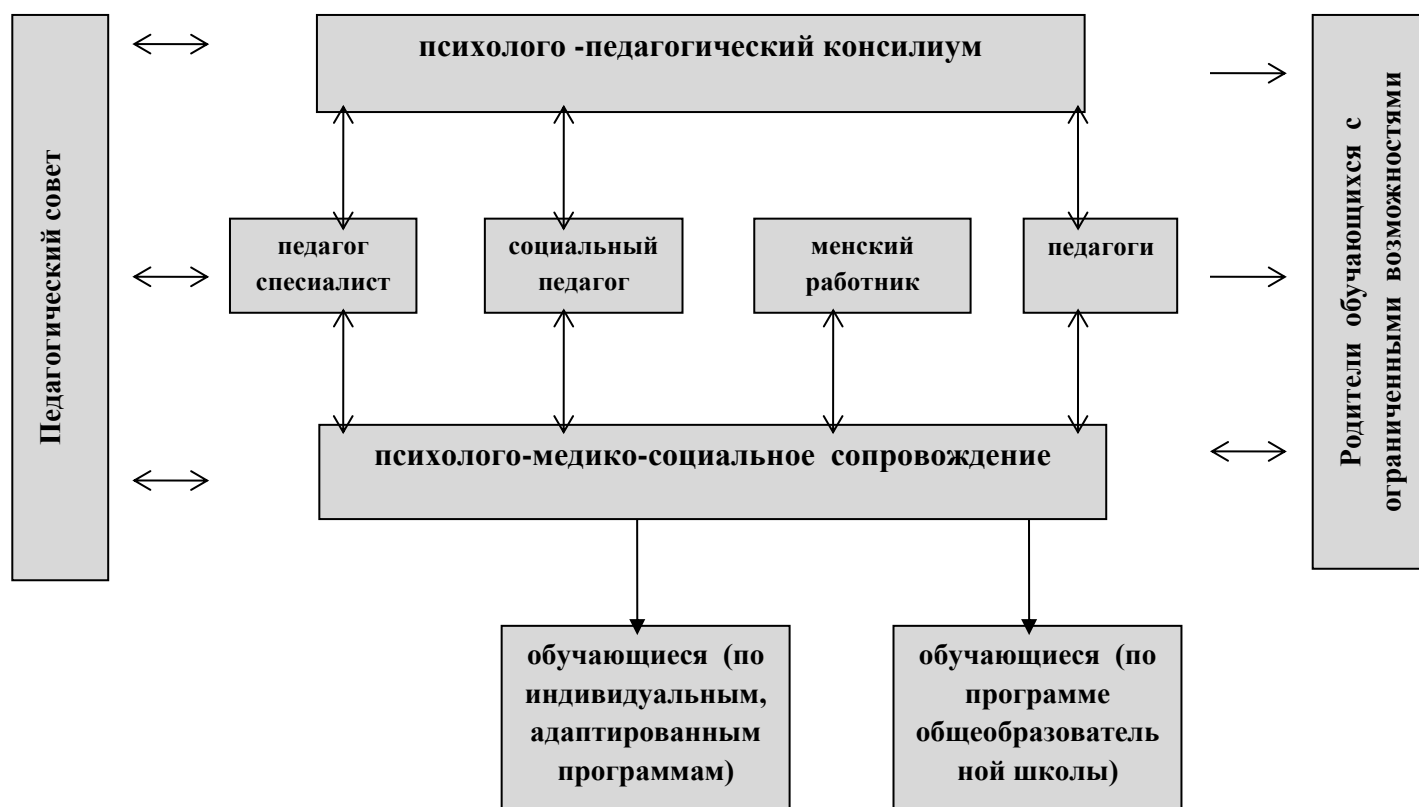 Педагогический совет
психолого -педагогический консилиум
педагог
спесиалист
социальный
педагог
менский
работник
педагоги
психолого-медико-социальное сопровождение
обучающиеся (по
индивидуальным,
адаптированным
программам)
обучающиеся (по
программе
общеобразователь
ной школы)
Родители обучающихся с
ограниченными возможностями